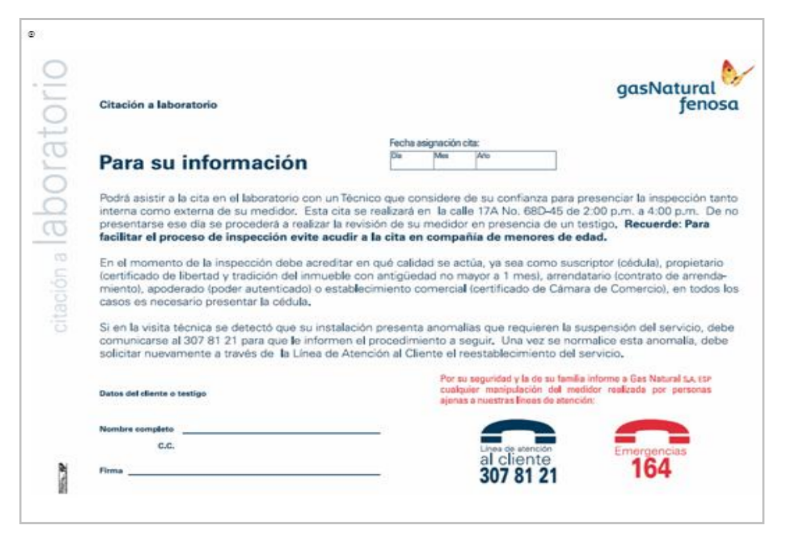 citación a laboratorio
gasNatural
fenosa
Citación a laboratorio
Fecha asignación cita:
Día Mes Año
Para su información
Podrá asistir a la cita en el laboratorio con un Técnico que considere de su confianza para presenciar la inspección tanto
interna como externa de su medidor. Esta cita se realizará en la calle 17A No. 68D-45 de 2:00 p.m. a 4:00 p.m. De no
presentarse ese día se procederá a realizar la revisión de su medidor en presencia de un testigo. Recuerde: Para
facilitar el proceso de inspección evite acudir a la cita en compañía de menores de edad.
En el momento de la inspección debe acreditar en qué calidad se actúa, ya sea como suscriptor (cédula), propietario
(certificado de libertad y tradición del inmueble con antigüedad no mayor a 1 mes), arrendatario (contrato de arrenda-
miento), apoderado (poder autenticado) o establecimiento comercial (certificado de Cámara de Comercio), en todos los
casos es necesario presentar la cédula.
Si en la visita técnica se detectó que su instalación presenta anomalías que requieren la suspensión del servicio, debe
comunicarse al 307 81 21 para que le informen el procedimiento a seguir. Una vez se normalice esta anomalía, debe
solicitar nuevamente a través de la Línea de Atención al Cliente el reestablecimiento del servicio.
Por su seguridad y la de su familia informe a Gas Natural S.A. ESP
cualquier manipulación del medidor realizada por personas
ajenas a nuestras líneas de atención:
Datos del cliente o testigo
Nombre completo
C.C.
Firma
Línea de atención
al cliente
307 81 21
Emergencias
164